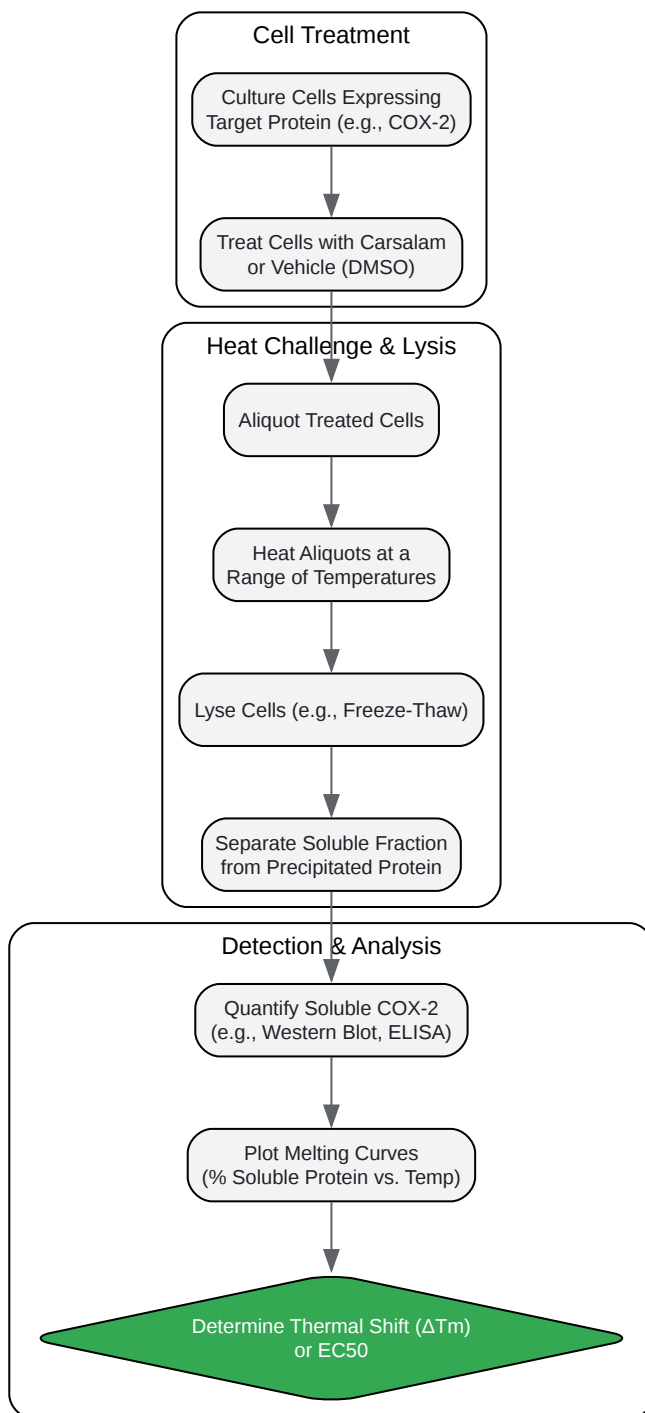 Cell Treatment
Culture Cells Expressing
Target Protein (e.g., COX-2)
Treat Cells with Carsalam
or Vehicle (DMSO)
Heat Challenge & Lysis
Aliquot Treated Cells
Heat Aliquots at a
Range of Temperatures
Lyse Cells (e.g., Freeze-Thaw)
Separate Soluble Fraction
from Precipitated Protein
Detection & Analysis
Quantify Soluble COX-2
(e.g., Western Blot, ELISA)
Plot Melting Curves
(% Soluble Protein vs. Temp)
Determine Thermal Shift (ΔTm)
or EC50